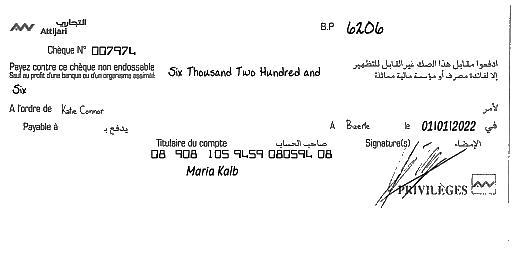 التجاري
Attijari
B.P 6206
Chèque N° 007974
Payez contre ce chèque non endossable
Sauf au profit d'une banque ou d'un organisme assimilé
Six Thousand Two Hundred and
ادفعوا مقابل هذا الصك غير القابل للتظهير
إلا لفائدة مصرف أو مؤسسة مالية مماثلة
Six
A l'ordre de Katie Connor لأمر
Payable à يدفع بـ A Bizerte le 01/01/2022 في
Titulaire du compte صاحب الحساب Signature(s) الإمضاء
08 908 105 9459 080594 08
Maria Kalb
PRIVILÈGES